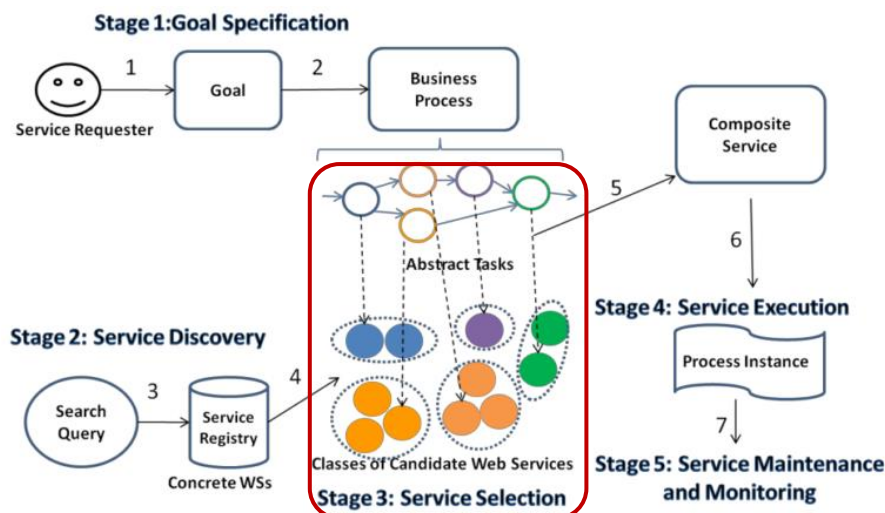 Stage 1:Goal Specification
1
2
Goal
Business
Process
Service Requester
Composite
Service
5
Abstract Tasks
6
Stage 2: Service Discovery
Stage 4: Service Execution
3
4
Search
Query
Service
Registry
Process Instance
7
Concrete WSs
Classes of Candidate Web Services
Stage 3: Service Selection
Stage 5: Service Maintenance
and Monitoring